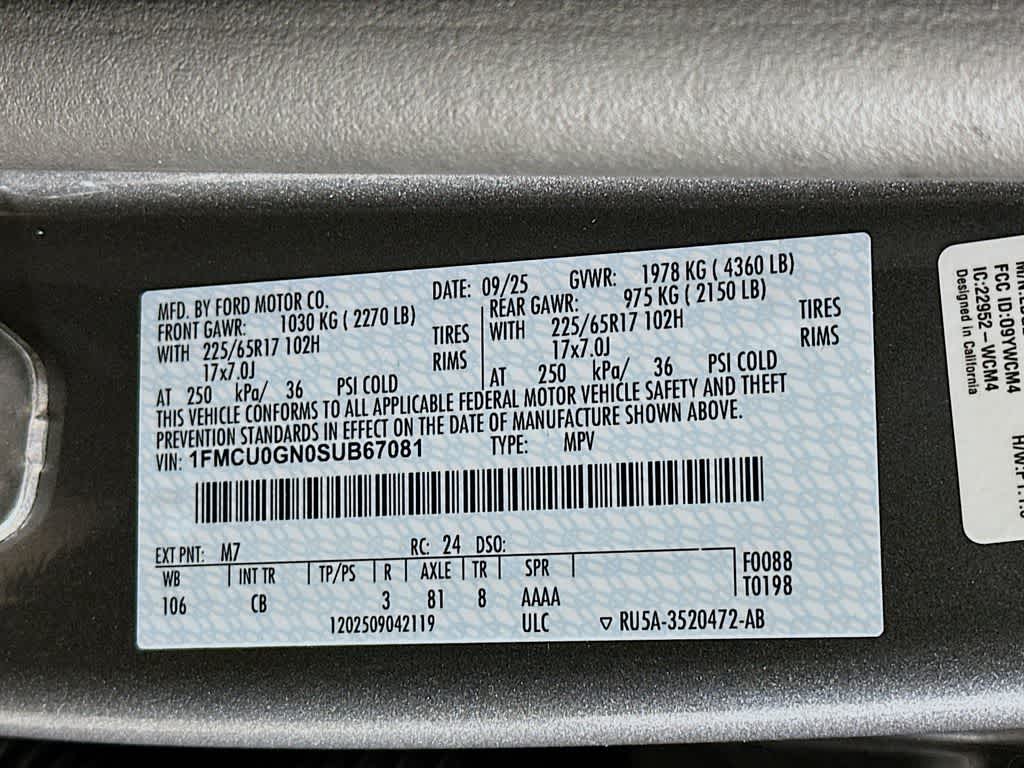 MFD. BY FORD MOTOR CO. DATE: 09/25 GVWR: 1978 KG ( 4360 LB)
FRONT GAWR: 1030 KG ( 2270 LB)
WITH 225/65R17 102H TIRES
17x7.0J RIMS
AT 250 kPa/ 36 PSI COLD
REAR GAWR: 975 KG ( 2150 LB)
WITH 225/65R17 102H TIRES
17x7.0J RIMS
AT 250 kPa/ 36 PSI COLD
THIS VEHICLE CONFORMS TO ALL APPLICABLE FEDERAL MOTOR VEHICLE SAFETY AND THEFT
PREVENTION STANDARDS IN EFFECT ON THE DATE OF MANUFACTURE SHOWN ABOVE.
VIN: 1FMCU0GN0SUB67081 TYPE: MPV
EXT PNT: M7 RC: 24 DSO:
WB INT TR TP/PS R AXLE TR SPR F0088
106 CB 3 81 8 AAAA T0198
1202509042119 ULC ▽ RU5A-3520472-AB
FCC ID:O9YWCM4
IC:22952-WCM4
Designed in California